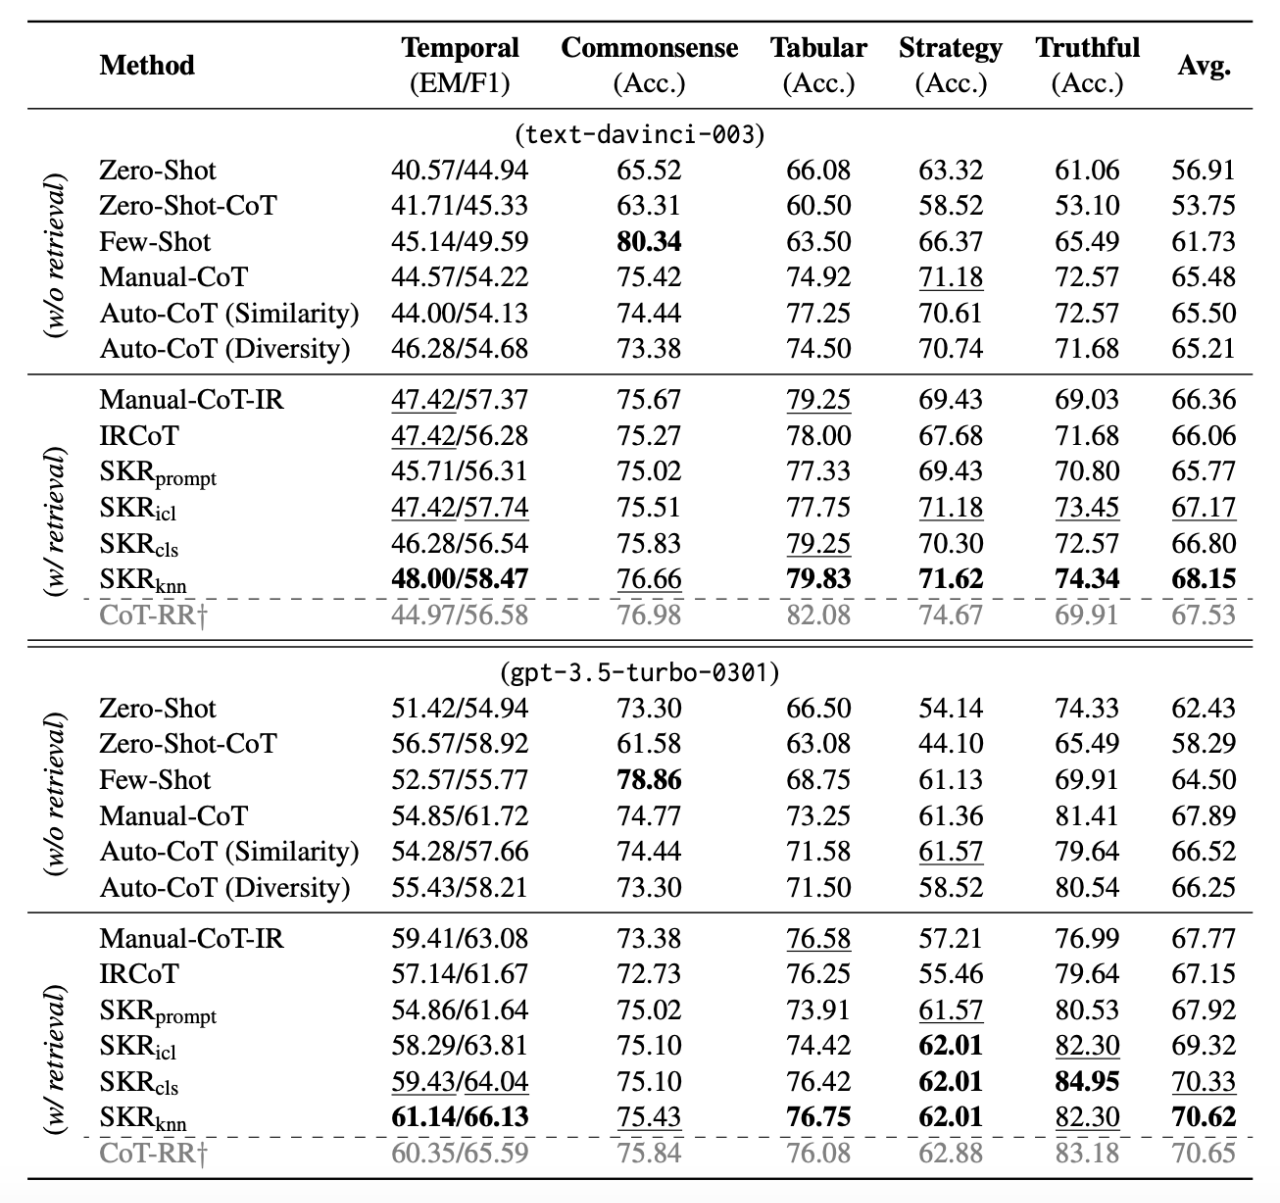 Method Temporal Commonsense Tabular Strategy Truthful Avg.
(EM/F1) (Acc.) (Acc.) (Acc.) (Acc.)
(text-davinci-003)
(w/o retrieval)
Zero-Shot 40.57/44.94 65.52 66.08 63.32 61.06 56.91
Zero-Shot-CoT 41.71/45.33 63.31 60.50 58.52 53.10 53.75
Few-Shot 45.14/49.59 80.34 63.50 66.37 65.49 61.73
Manual-CoT 44.57/54.22 75.42 74.92 71.18 72.57 65.48
Auto-CoT (Similarity) 44.00/54.13 74.44 77.25 70.61 72.57 65.50
Auto-CoT (Diversity) 46.28/54.68 73.38 74.50 70.74 71.68 65.21
(w/ retrieval)
Manual-CoT-IR 47.42/57.37 75.67 79.25 69.43 69.03 66.36
IRCoT 47.42/56.28 75.27 78.00 67.68 71.68 66.06
SKRprompt 45.71/56.31 75.02 77.33 69.43 70.80 65.77
SKRicl 47.42/57.74 75.51 77.75 71.18 73.45 67.17
SKRcls 46.28/56.54 75.83 79.25 70.30 72.57 66.80
SKRknn 48.00/58.47 76.66 79.83 71.62 74.34 68.15
CoT-RR† 44.97/56.58 76.98 82.08 74.67 69.91 67.53
(gpt-3.5-turbo-0301)
(w/o retrieval)
Zero-Shot 51.42/54.94 73.30 66.50 54.14 74.33 62.43
Zero-Shot-CoT 56.57/58.92 61.58 63.08 44.10 65.49 58.29
Few-Shot 52.57/55.77 78.86 68.75 61.13 69.91 64.50
Manual-CoT 54.85/61.72 74.77 73.25 61.36 81.41 67.89
Auto-CoT (Similarity) 54.28/57.66 74.44 71.58 61.57 79.64 66.52
Auto-CoT (Diversity) 55.43/58.21 73.30 71.50 58.52 80.54 66.25
(w/ retrieval)
Manual-CoT-IR 59.41/63.08 73.38 76.58 57.21 76.99 67.77
IRCoT 57.14/61.67 72.73 76.25 55.46 79.64 67.15
SKRprompt 54.86/61.64 75.02 73.91 61.57 80.53 67.92
SKRicl 58.29/63.81 75.10 74.42 62.01 82.30 69.32
SKRcls 59.43/64.04 75.10 76.42 62.01 84.95 70.33
SKRknn 61.14/66.13 75.43 76.75 62.01 82.30 70.62
CoT-RR† 60.35/65.59 75.84 76.08 62.88 83.18 70.65